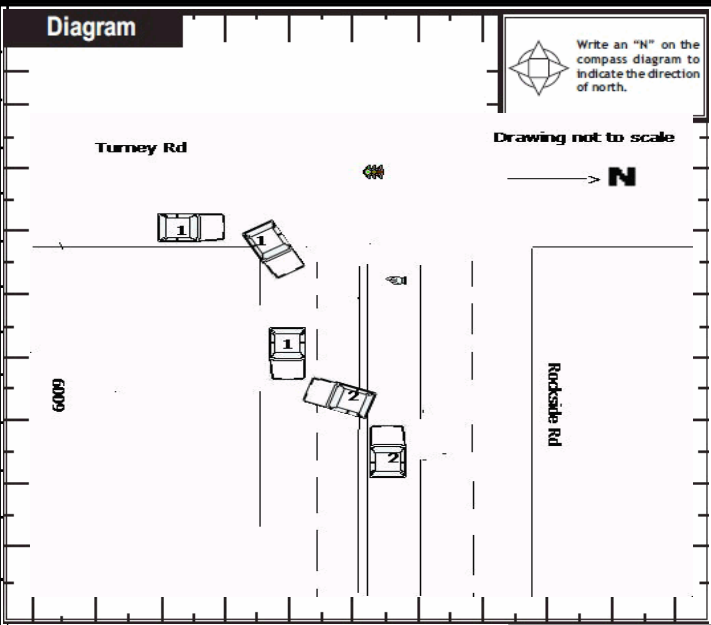 Diagram
Write an “N” on the
compass diagram to
indicate the direction
of north.
Drawing not to scale
Turney Rd
N
1
1
1
2
2
6009
Rockside Rd